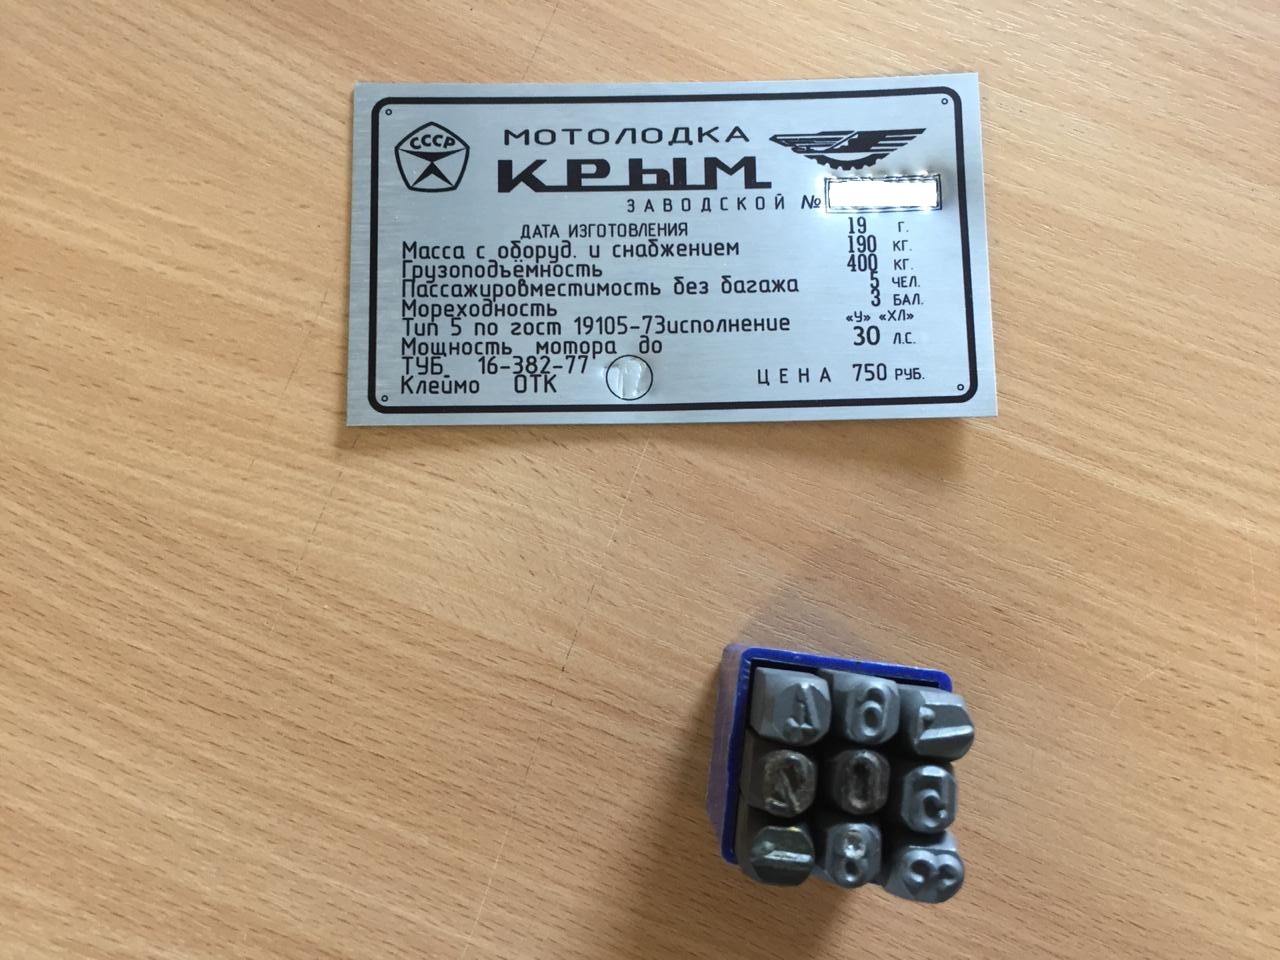 СССР
МОТОЛОДКА
КРЫМ
ЗАВОДСКОЙ №
ДАТА ИЗГОТОВЛЕНИЯ 19 г.
Масса с оборуд. и снабжением 190 кг.
Грузоподъёмность 400 кг.
Пассажировместимость без багажа 5 чел.
Мореходность 3 бал.
Тип 5 по гост 19105-73исполнение «У» «ХЛ»
Мощность мотора до 30 л.с.
ТУБ 16-382-77
Клеймо ОТК
ЦЕНА 750 РУБ.